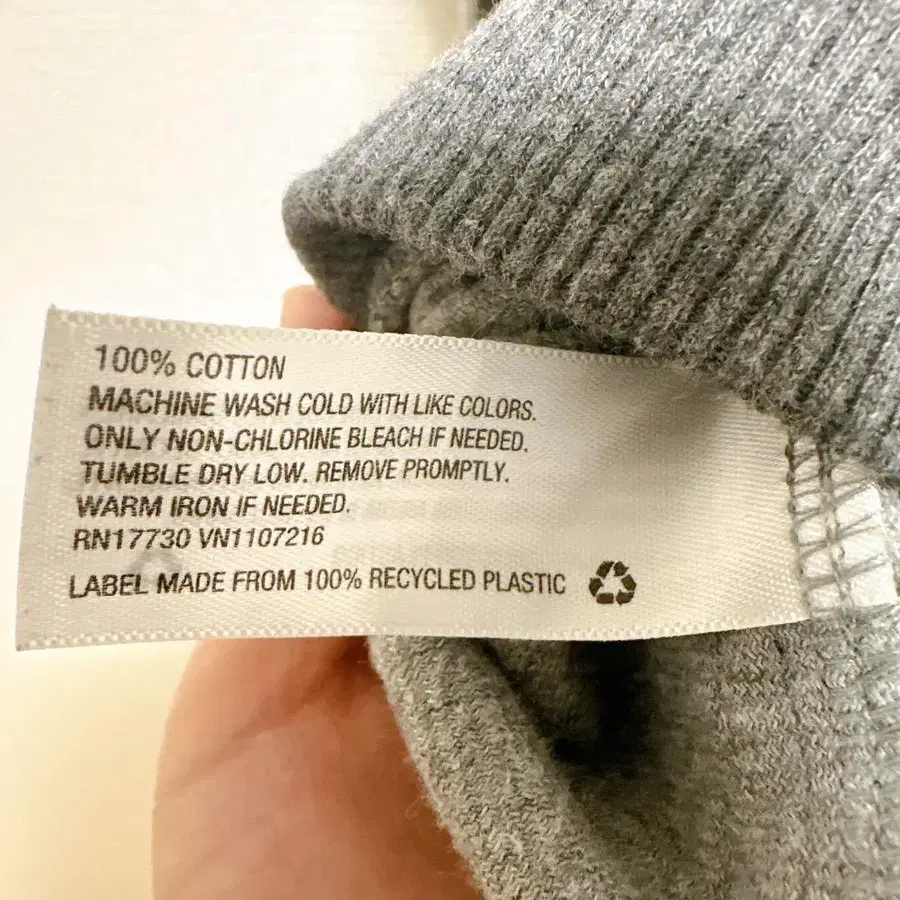 100% COTTON
MACHINE WASH COLD WITH LIKE COLORS.
ONLY NON-CHLORINE BLEACH IF NEEDED.
TUMBLE DRY LOW. REMOVE PROMPTLY.
WARM IRON IF NEEDED.
RN17730 VN1107216
LABEL MADE FROM 100% RECYCLED PLASTIC